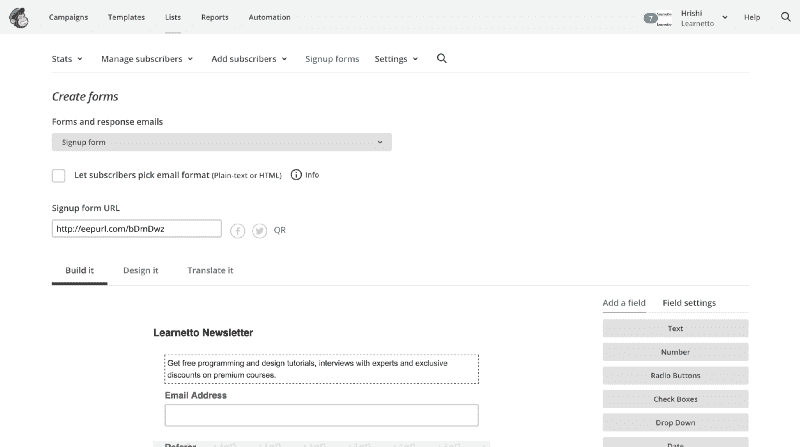 Campaigns Templates Lists Reports Automation
7 Learnetto Hrishi Help
Learnetto Learnetto
Stats Manage subscribers Add subscribers Signup forms Settings
Create forms
Forms and response emails
Signup form
Let subscribers pick email format (Plain-text or HTML) Info
Signup form URL
http://eepurl.com/bDmDwz
QR
Build it Design it Translate it
Add a field Field settings
Learnetto Newsletter
Text
Number
Get free programming and design tutorials, interviews with experts and exclusive
discounts on premium courses.
Radio Buttons
Email Address
Check Boxes
Drop Down
Referer
Date